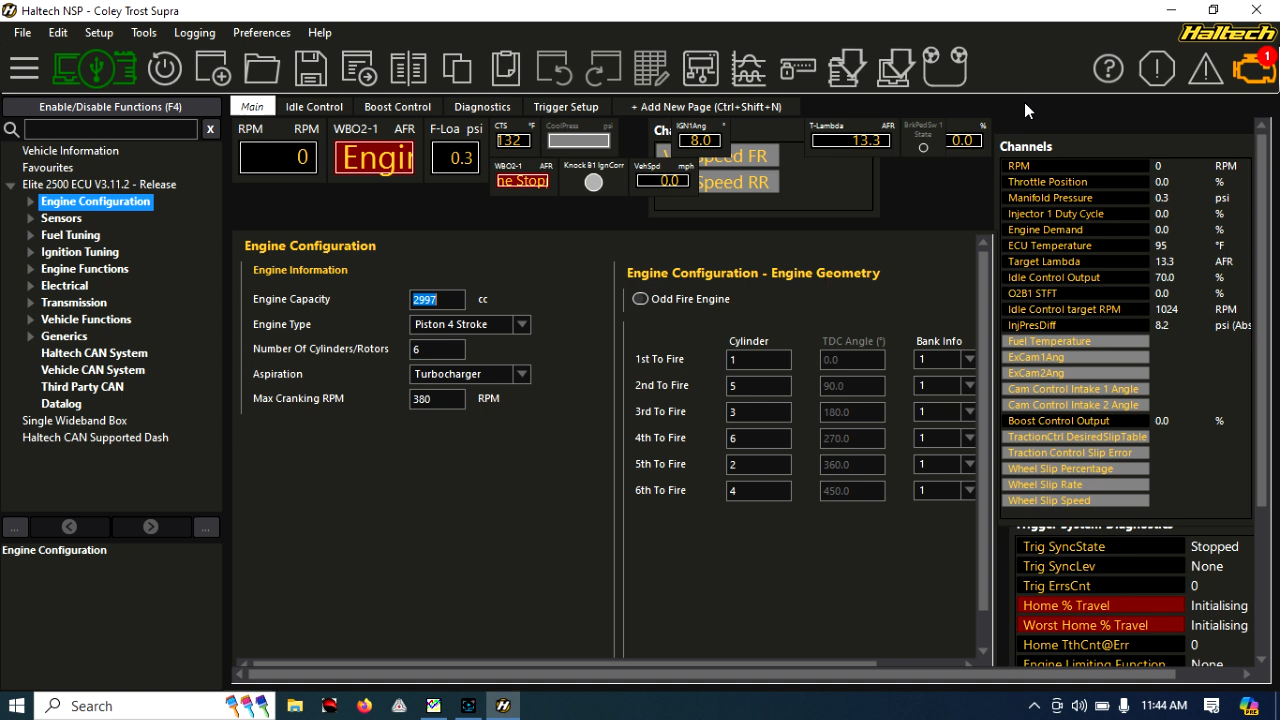 Haltech NSP - Coley Trost Supra
File Edit Setup Tools Logging Preferences Help
Haltech
1
Enable/Disable Functions (F4)
X
Vehicle Information
Favourites
Elite 2500 ECU V3.11.2 - Release
Engine Configuration
Sensors
Fuel Tuning
Ignition Tuning
Engine Functions
Electrical
Transmission
Vehicle Functions
Generics
Haltech CAN System
Vehicle CAN System
Third Party CAN
Datalog
Single Wideband Box
Haltech CAN Supported Dash
... ...
Engine Configuration
Main Idle Control Boost Control Diagnostics Trigger Setup + Add New Page (Ctrl+Shift+N)
RPM RPM
0
WBO2-1 AFR
Engin
F-Loa psi
0.3
CTS °F
132
CoolPress psi
WBO2-1 AFR
ne Stopp
Knock B1 IgnCorr
IGN1Ang °
8.0
VehSpd mph
0.0
Speed FR
Speed RR
T-Lambda AFR
13.3
BrkPedSw 1
State
%
0.0
Engine Configuration
Engine Information
Engine Capacity 2997 cc
Engine Type Piston 4 Stroke
Number Of Cylinders/Rotors 6
Aspiration Turbocharger
Max Cranking RPM 380 RPM
Engine Configuration - Engine Geometry
Odd Fire Engine
Cylinder TDC Angle (°) Bank Info
1st To Fire 1 0.0 1
2nd To Fire 5 90.0 1
3rd To Fire 3 180.0 1
4th To Fire 6 270.0 1
5th To Fire 2 360.0 1
6th To Fire 4 450.0 1
Channels
RPM 0 RPM
Throttle Position 0.0 %
Manifold Pressure 0.3 psi
Injector 1 Duty Cycle 0.0 %
Engine Demand 0.0 %
ECU Temperature 95 °F
Target Lambda 13.3 AFR
Idle Control Output 70.0 %
O2B1 STFT 0.0 %
Idle Control target RPM 1024 RPM
InjPresDiff 8.2 psi (Abs
Fuel Temperature
ExCam1Ang
ExCam2Ang
Cam Control Intake 1 Angle
Cam Control Intake 2 Angle
Boost Control Output 0.0 %
TractionCtrl DesiredSlipTable
Traction Control Slip Error
Wheel Slip Percentage
Wheel Slip Rate
Wheel Slip Speed
Trigger System Diagnostics
Trig SyncState Stopped
Trig SyncLev None
Trig ErrsCnt 0
Home % Travel Initialising
Worst Home % Travel Initialising
Home TthCnt@Err 0
Engine Limiting Function None
Search
11:44 AM
PRE